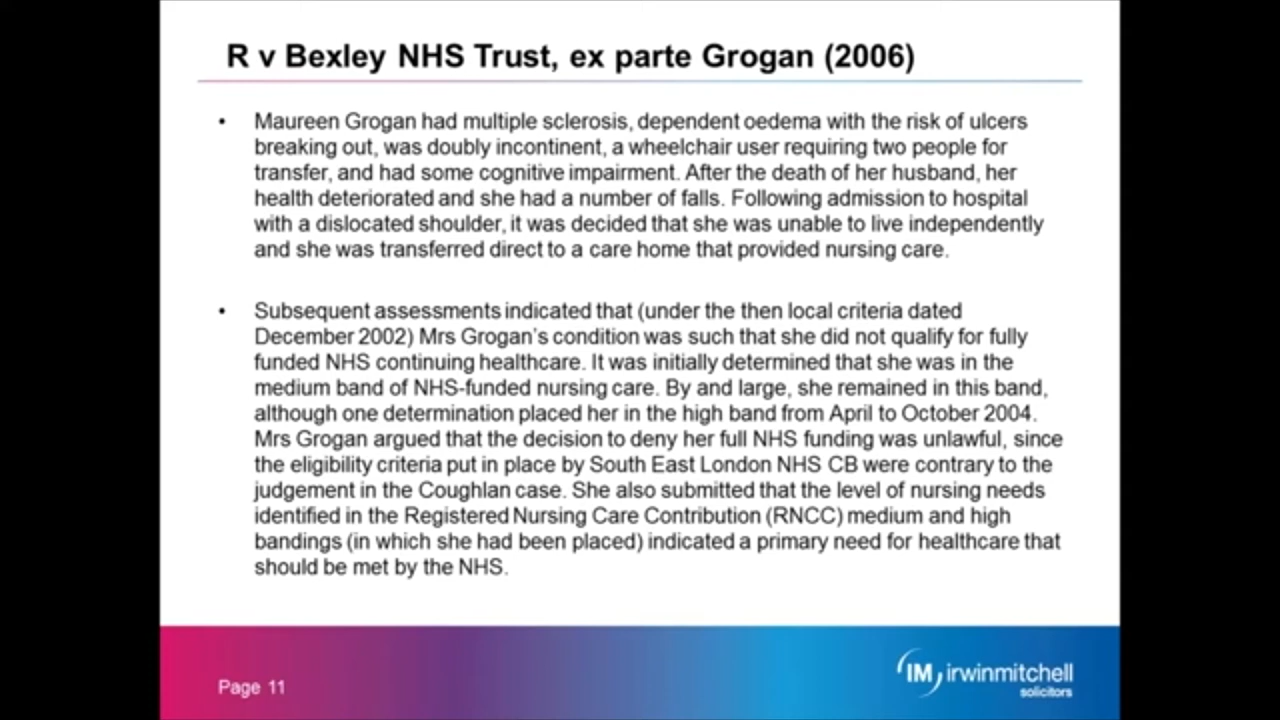 R v Bexley NHS Trust, ex parte Grogan (2006)
• Maureen Grogan had multiple sclerosis, dependent oedema with the risk of ulcers
breaking out, was doubly incontinent, a wheelchair user requiring two people for
transfer, and had some cognitive impairment. After the death of her husband, her
health deteriorated and she had a number of falls. Following admission to hospital
with a dislocated shoulder, it was decided that she was unable to live independently
and she was transferred direct to a care home that provided nursing care.
• Subsequent assessments indicated that (under the then local criteria dated
December 2002) Mrs Grogan's condition was such that she did not qualify for fully
funded NHS continuing healthcare. It was initially determined that she was in the
medium band of NHS-funded nursing care. By and large, she remained in this band,
although one determination placed her in the high band from April to October 2004.
Mrs Grogan argued that the decision to deny her full NHS funding was unlawful, since
the eligibility criteria put in place by South East London NHS CB were contrary to the
judgement in the Coughlan case. She also submitted that the level of nursing needs
identified in the Registered Nursing Care Contribution (RNCC) medium and high
bandings (in which she had been placed) indicated a primary need for healthcare that
should be met by the NHS.
Page 11
IM irwinmitchell
solicitors